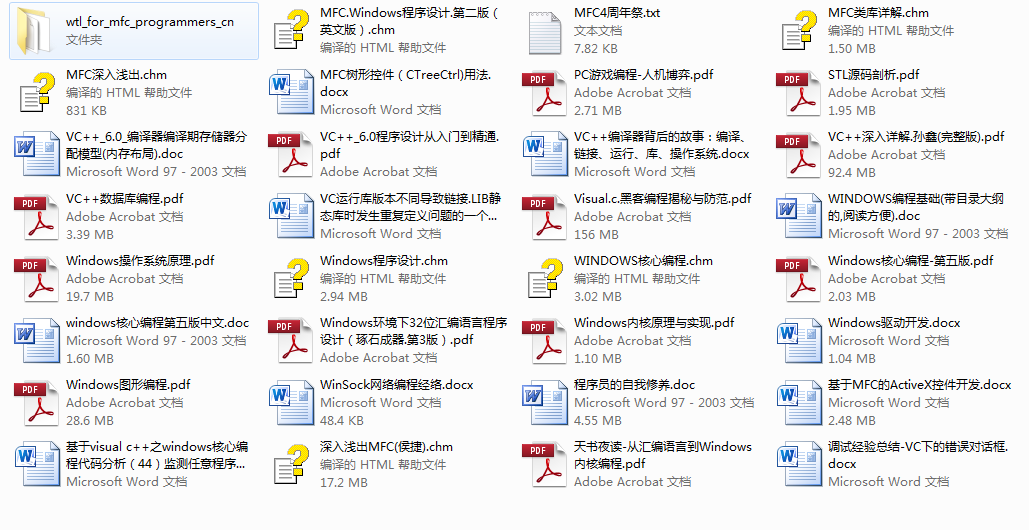 wtl_for_mfc_programmers_cn
文件夹
MFC.Windows程序设计.第二版（
英文版）.chm
编译的 HTML 帮助文件
MFC4周年祭.txt
文本文档
7.82 KB
MFC类库详解.chm
编译的 HTML 帮助文件
1.50 MB
MFC深入浅出.chm
编译的 HTML 帮助文件
831 KB
MFC树形控件（CTreeCtrl)用法.
docx
Microsoft Word 文档
PC游戏编程-人机博弈.pdf
Adobe Acrobat 文档
2.71 MB
STL源码剖析.pdf
Adobe Acrobat 文档
1.95 MB
VC++_6.0_编译器编译期存储器分
配模型(内存布局).doc
Microsoft Word 97 - 2003 文档
VC++_6.0程序设计从入门到精通.
pdf
Adobe Acrobat 文档
VC++编译器背后的故事：编译、
链接、运行、库、操作系统.docx
Microsoft Word 文档
VC++深入详解.孙鑫(完整版).pdf
Adobe Acrobat 文档
92.4 MB
VC++数据库编程.pdf
Adobe Acrobat 文档
3.39 MB
VC运行库版本不同导致链接.LIB静
态库时发生重复定义问题的一个...
Microsoft Word 文档
Visual.c.黑客编程揭秘与防范.pdf
Adobe Acrobat 文档
156 MB
WINDOWS编程基础(带目录大纲
的,阅读方便).doc
Microsoft Word 97 - 2003 文档
Windows操作系统原理.pdf
Adobe Acrobat 文档
19.7 MB
Windows程序设计.chm
编译的 HTML 帮助文件
2.94 MB
WINDOWS核心编程.chm
编译的 HTML 帮助文件
3.02 MB
Windows核心编程-第五版.pdf
Adobe Acrobat 文档
2.03 MB
windows核心编程第五版中文.doc
Microsoft Word 97 - 2003 文档
1.60 MB
Windows环境下32位汇编语言程序
设计（琢石成器.第3版）.pdf
Adobe Acrobat 文档
Windows内核原理与实现.pdf
Adobe Acrobat 文档
1.10 MB
Windows驱动开发.docx
Microsoft Word 文档
1.04 MB
Windows图形编程.pdf
Adobe Acrobat 文档
28.6 MB
WinSock网络编程经络.docx
Microsoft Word 文档
48.4 KB
程序员的自我修养.doc
Microsoft Word 97 - 2003 文档
4.55 MB
基于MFC的ActiveX控件开发.docx
Microsoft Word 文档
2.48 MB
基于visual c++之windows核心编
程代码分析（44）监测任意程序...
Microsoft Word 文档
深入浅出MFC(侯捷).chm
编译的 HTML 帮助文件
17.2 MB
天书夜读-从汇编语言到Windows
内核编程.pdf
Adobe Acrobat 文档
调试经验总结-VC下的错误对话框.
docx
Microsoft Word 文档